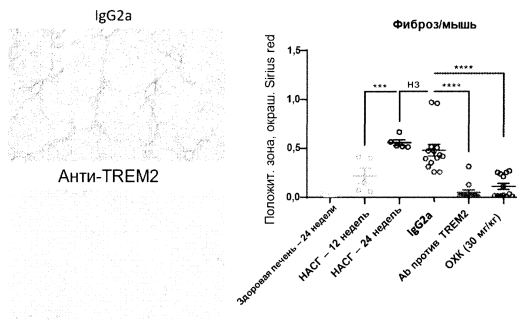 IgG2a
Анти-TREM2
Фиброз/мышь
Положит. зона, окраш. Sirius red
1,5
1,0
0,5
0,0
***
НЗ
****
****
Здоровая печень – 24 недели
НАСГ – 12 недель
НАСГ – 24 недель
IgG2a
Ab против TREM2
ОХК (30 мг/кг)